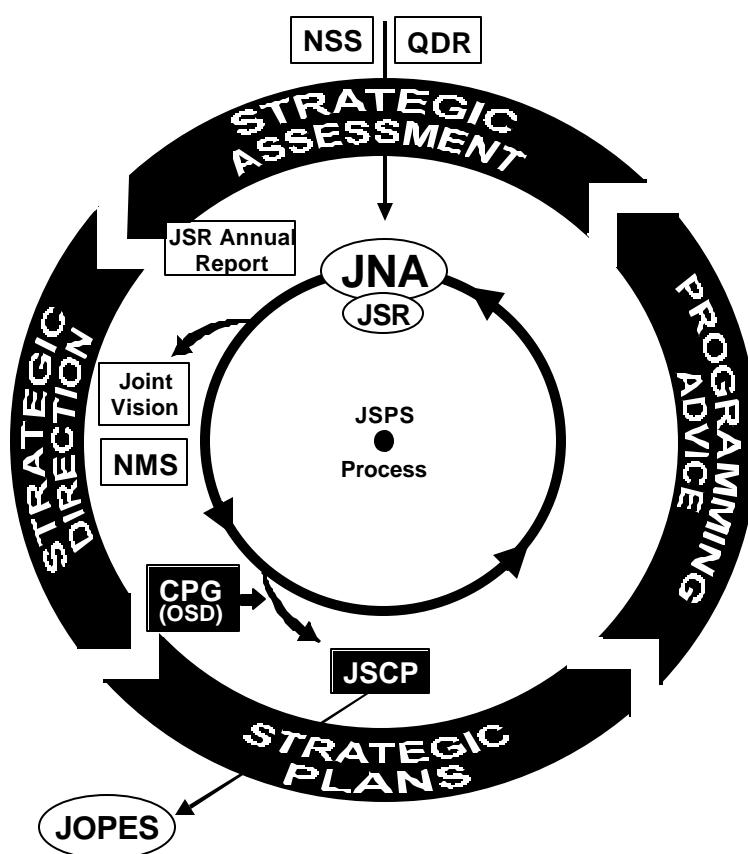 NSS
QDR
STRATEGIC
ASSESSMENT
JSR Annual
Report
JNA
JSR
PROGRAMMING
ADVICE
STRATEGIC
DIRECTION
Joint
Vision
NMS
JSPS
Process
CPG
(OSD)
JSCP
STRATEGIC
PLANS
JOPES